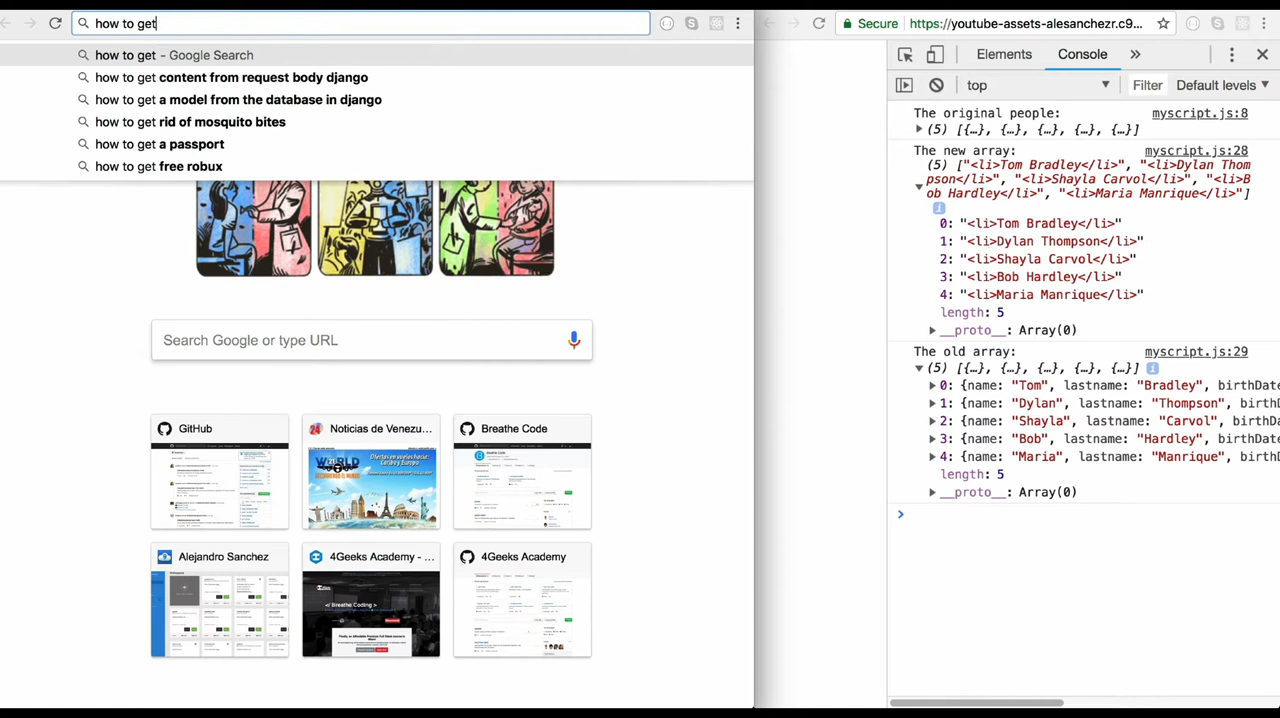 how to get
how to get - Google Search
how to get content from request body django
how to get a model from the database in django
how to get rid of mosquito bites
how to get a passport
how to get free robux
Search Google or type URL
GitHub
Noticias de Venezu...
Breathe Code
Alejandro Sanchez
4Geeks Academy - ...
4Geeks Academy
Secure
https://youtube-assets-alesanchezr.c9...
Elements
Console
»
top
Filter
Default levels
The original people: myscript.js:8
(5) [{…}, {…}, {…}, {…}, {…}]
The new array: myscript.js:28
(5) ["<li>Tom Bradley</li>", "<li>Dylan Thom
pson</li>", "<li>Shayla Carvol</li>", "<li>B
ob Hardley</li>", "<li>Maria Manrique</li>"]
0: "<li>Tom Bradley</li>"
1: "<li>Dylan Thompson</li>"
2: "<li>Shayla Carvol</li>"
3: "<li>Bob Hardley</li>"
4: "<li>Maria Manrique</li>"
length: 5
__proto__: Array(0)
The old array: myscript.js:29
(5) [{…}, {…}, {…}, {…}, {…}]
0: {name: "Tom", lastname: "Bradley", birthDate
1: {name: "Dylan", lastname: "Thompson", birthD
2: {name: "Shayla", lastname: "Carvol", birthDa
3: {name: "Bob", lastname: "Hardley", birthDate
4: {name: "Maria", lastname: "Manrique", birthD
length: 5
__proto__: Array(0)